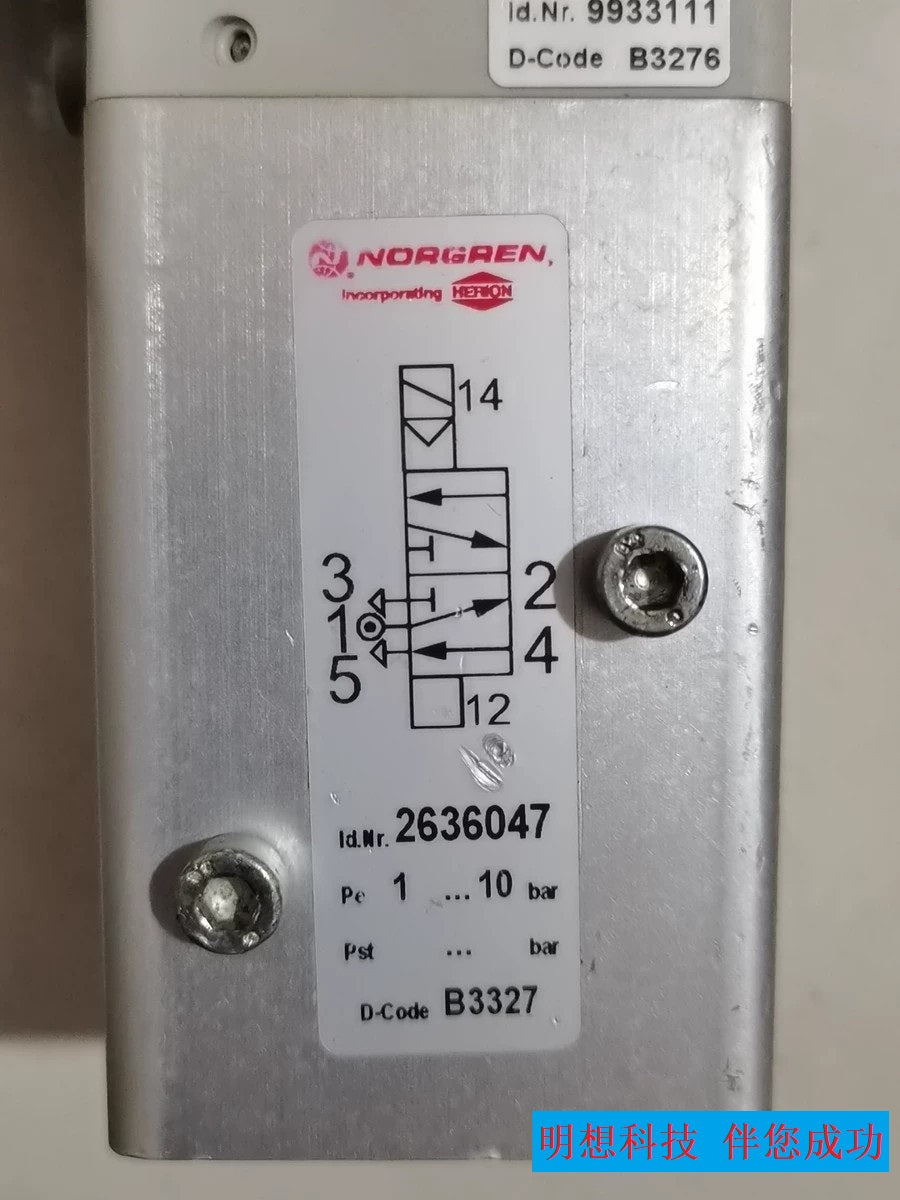 Id.Nr. 9933111
D-Code B3276
NORGREN
Incorporating HERION
14
3
2
1
4
5
12
Id.Nr. 2636047
Pe 1 ...10 bar
Pst ... bar
D-Code B3327
明想科技 伴您成功